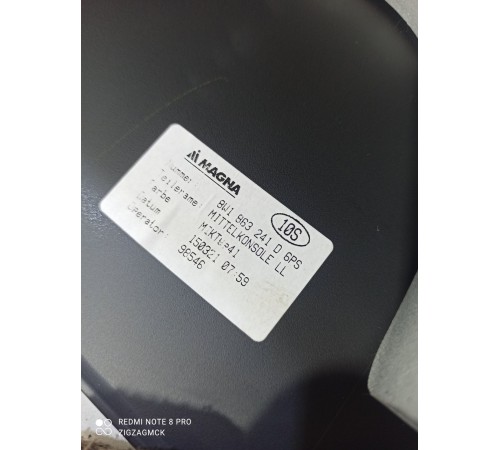 MAGNA
Nummer 8W1 863 241 D 6PS
Teilename MITTELKONSOLE LL
Farbe
Datum 150321 07:59
Operator 98546
10S
REDMI NOTE 8 PRO
ZIGZAGMCK